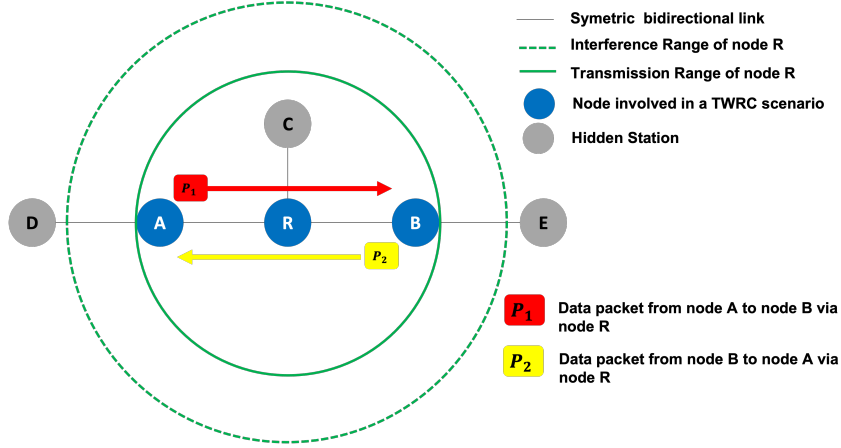 Symetric bidirectional link
Interference Range of node R
Transmission Range of node R
Node involved in a TWRC scenario
Hidden Station
C
P1
D
A
R
B
E
P2
P1
Data packet from node A to node B via
node R
P2
Data packet from node B to node A via
node R